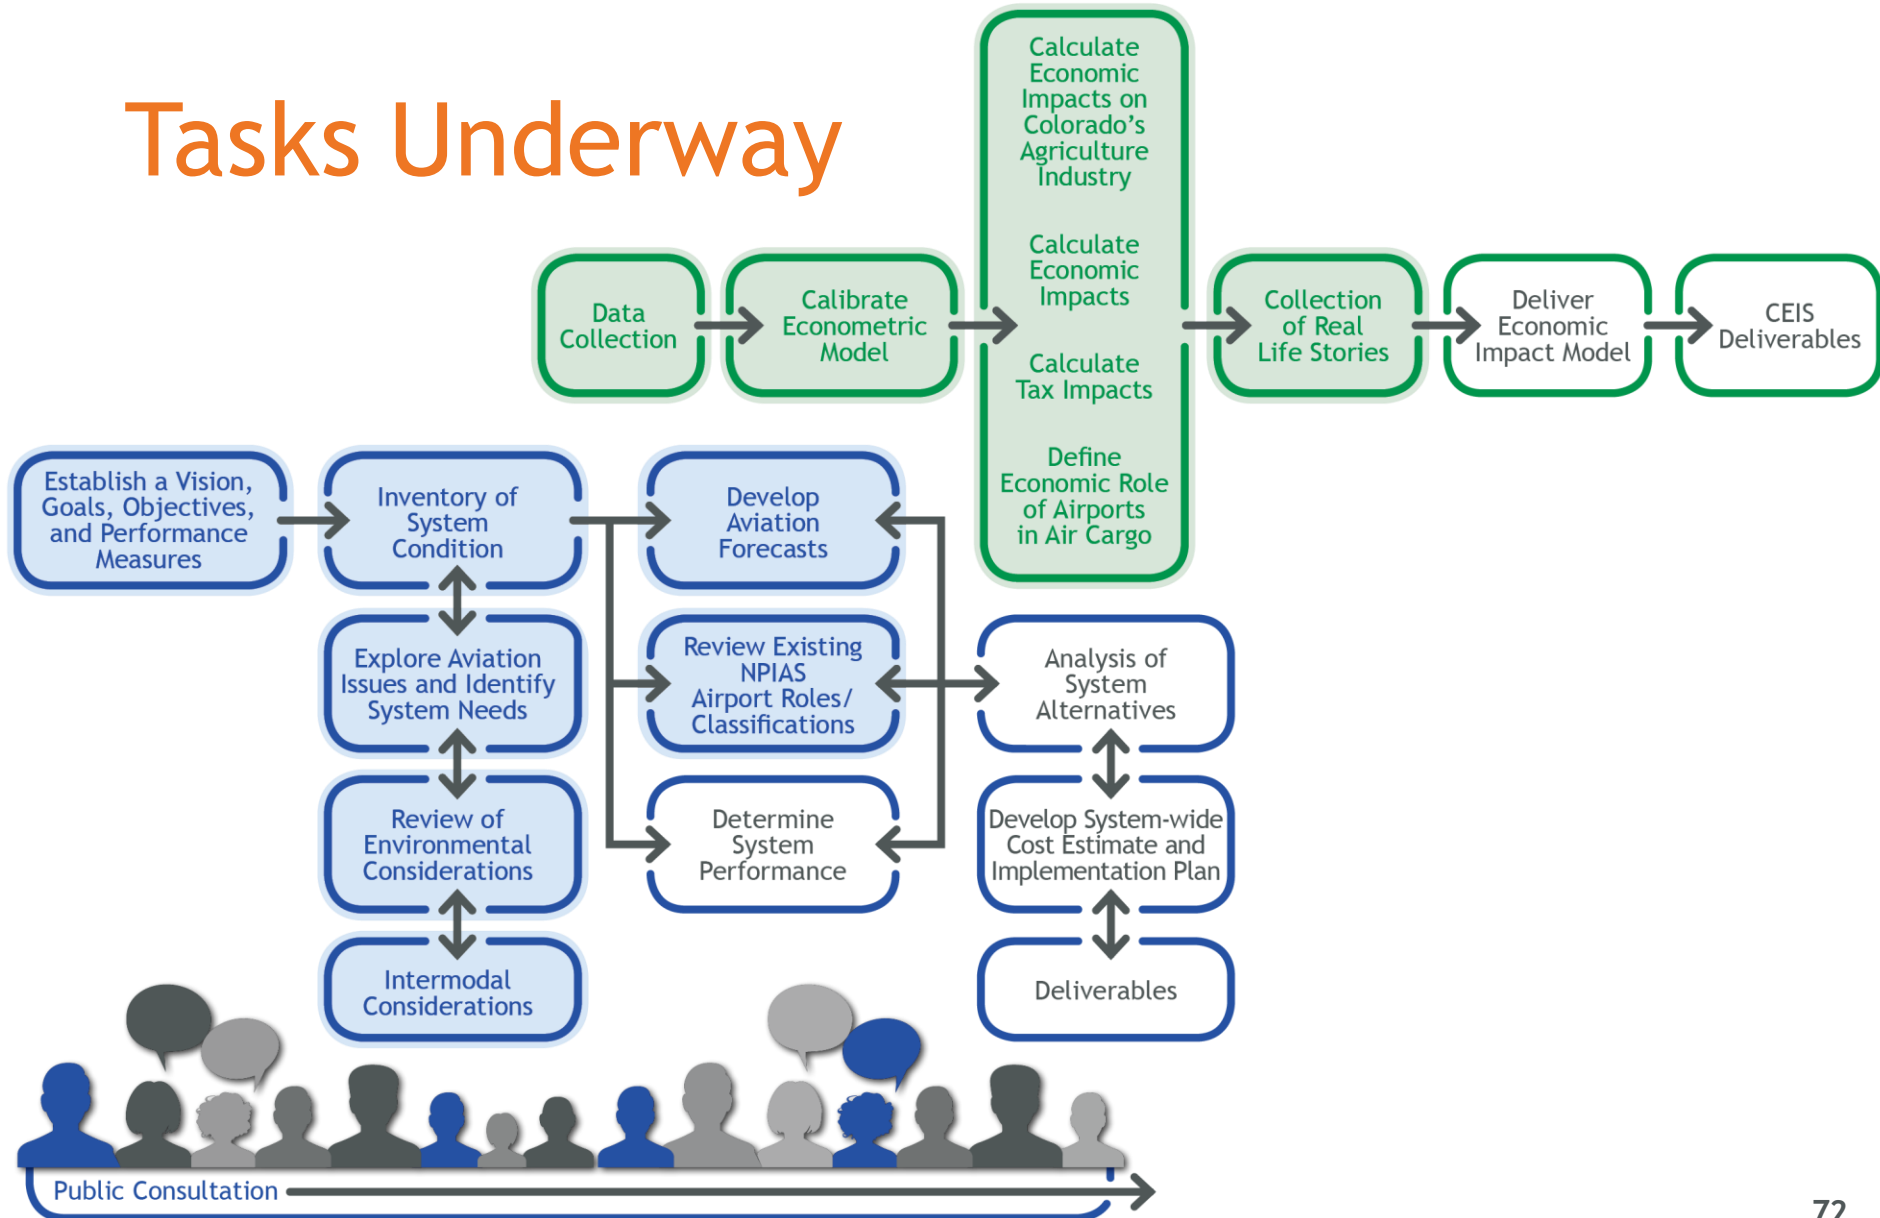 Tasks Underway
Calculate
Economic
Impacts on
Colorado's
Agriculture
Industry
Calculate
Economic
Impacts
Calculate
Tax Impacts
Define
Economic Role
of Airports
in Air Cargo
Data
Collection
Calibrate
Econometric
Model
Collection
of Real
Life Stories
Deliver
Economic
Impact Model
CEIS
Deliverables
Establish a Vision,
Goals, Objectives,
and Performance
Measures
Inventory of
System
Condition
Develop
Aviation
Forecasts
Explore Aviation
Issues and Identify
System Needs
Review Existing
NPIAS
Airport Roles/
Classifications
Analysis of
System
Alternatives
Review of
Environmental
Considerations
Determine
System
Performance
Develop System-wide
Cost Estimate and
Implementation Plan
Intermodal
Considerations
Deliverables
Public Consultation
72